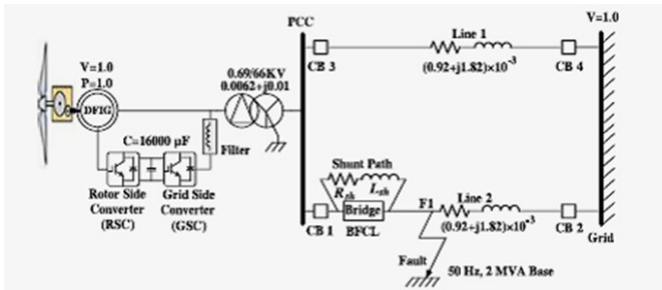 PCC
V=1.0
Line 1
CB 3
(0.92+j1.82)×10⁻³
CB 4
V=1.0
P=1.0
0.69/66KV
0.0062+j0.01
DFIG
C=16000 µF
Filter
Shunt Path
Rsh
Lsh
Rotor Side
Converter
(RSC)
Grid Side
Converter
(GSC)
Bridge
F1
Line 2
CB 1
BFCL
(0.92+j1.82)×10⁻³
CB 2
Grid
Fault
50 Hz, 2 MVA Base